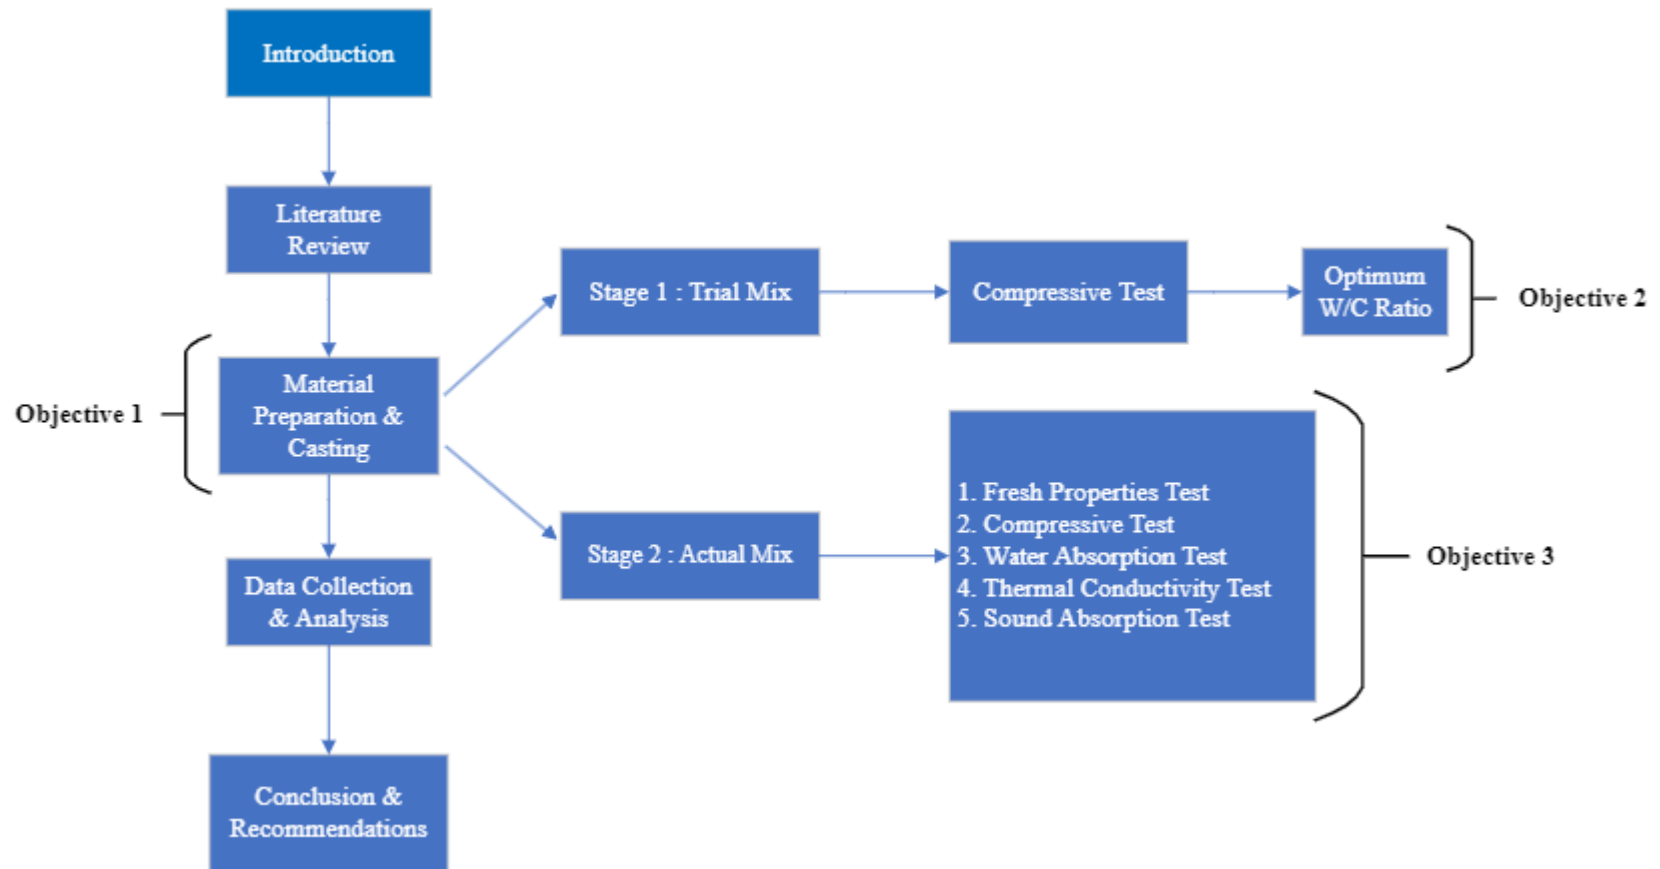 Introduction
Literature
Review
Stage 1 : Trial Mix
Compressive Test
Optimum
W/C Ratio
Objective 2
Objective 1
Material
Preparation &
Casting
Stage 2 : Actual Mix
1. Fresh Properties Test
2. Compressive Test
3. Water Absorption Test
4. Thermal Conductivity Test
5. Sound Absorption Test
Objective 3
Data Collection
& Analysis
Conclusion &
Recommendations